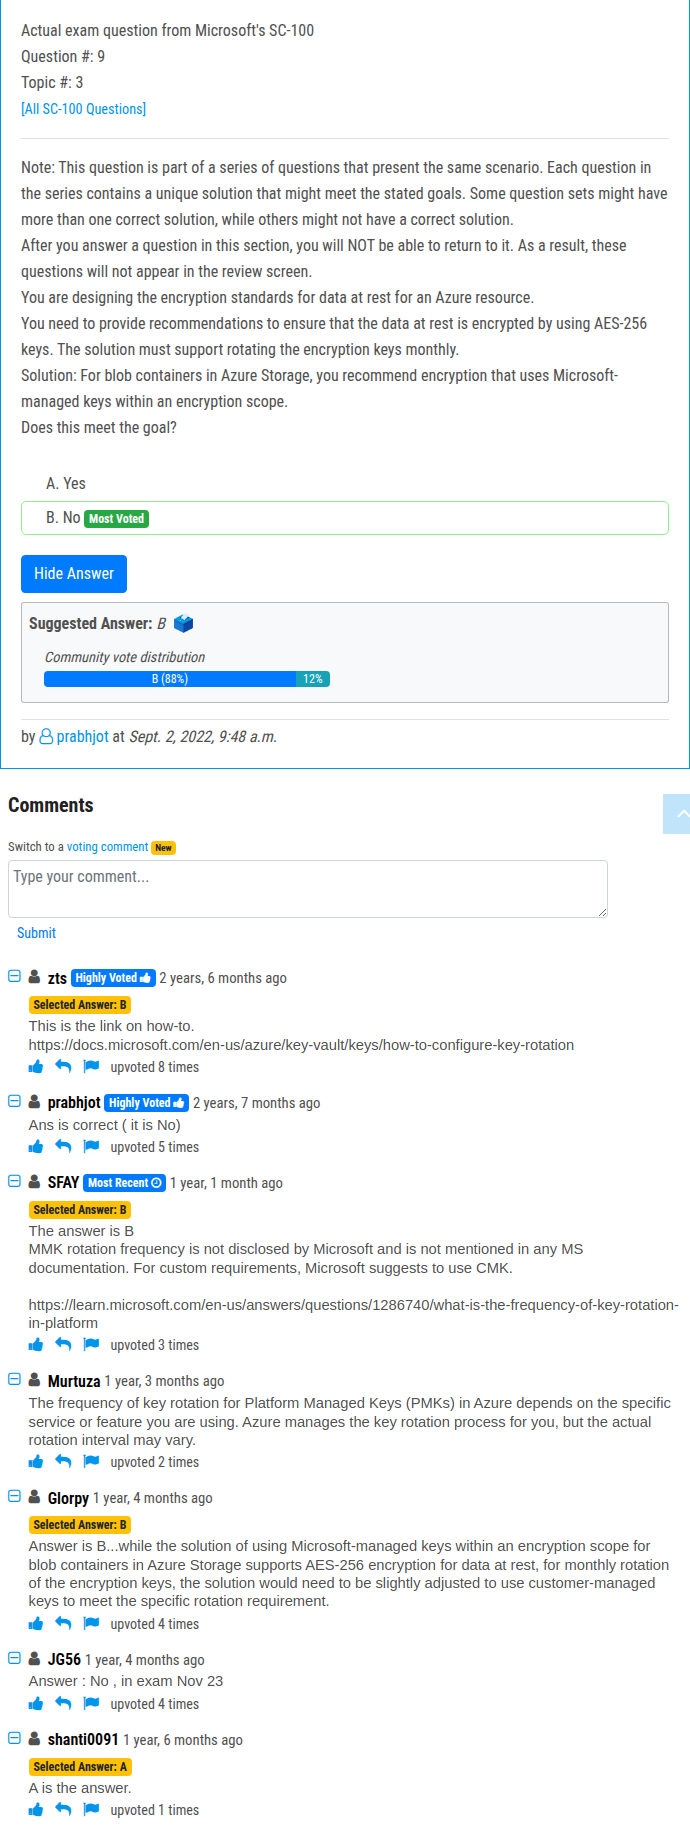 Actual exam question from Microsoft's SC-100
Question #: 9
Topic #: 3
[All SC-100 Questions]
Note: This question is part of a series of questions that present the same scenario. Each question in
the series contains a unique solution that might meet the stated goals. Some question sets might have
more than one correct solution, while others might not have a correct solution.
After you answer a question in this section, you will NOT be able to return to it. As a result, these
questions will not appear in the review screen.
You are designing the encryption standards for data at rest for an Azure resource.
You need to provide recommendations to ensure that the data at rest is encrypted by using AES-256
keys. The solution must support rotating the encryption keys monthly.
Solution: For blob containers in Azure Storage, you recommend encryption that uses Microsoft-
managed keys within an encryption scope.
Does this meet the goal?
A. Yes
B. No Most Voted
Hide Answer
Suggested Answer: B
Community vote distribution
B (88%) 12%
by prabhjot at Sept. 2, 2022, 9:48 a.m.
Comments
Switch to a voting comment New
Type your comment...
Submit
zts Highly Voted 2 years, 6 months ago
Selected Answer: B
This is the link on how-to.
https://docs.microsoft.com/en-us/azure/key-vault/keys/how-to-configure-key-rotation
upvoted 8 times
prabhjot Highly Voted 2 years, 7 months ago
Ans is correct ( it is No)
upvoted 5 times
SFAY Most Recent 1 year, 1 month ago
Selected Answer: B
The answer is B
MMK rotation frequency is not disclosed by Microsoft and is not mentioned in any MS
documentation. For custom requirements, Microsoft suggests to use CMK.
https://learn.microsoft.com/en-us/answers/questions/1286740/what-is-the-frequency-of-key-rotation-
in-platform
upvoted 3 times
Murtuza 1 year, 3 months ago
The frequency of key rotation for Platform Managed Keys (PMKs) in Azure depends on the specific
service or feature you are using. Azure manages the key rotation process for you, but the actual
rotation interval may vary.
upvoted 2 times
Glorpy 1 year, 4 months ago
Selected Answer: B
Answer is B...while the solution of using Microsoft-managed keys within an encryption scope for
blob containers in Azure Storage supports AES-256 encryption for data at rest, for monthly rotation
of the encryption keys, the solution would need to be slightly adjusted to use customer-managed
keys to meet the specific rotation requirement.
upvoted 4 times
JG56 1 year, 4 months ago
Answer : No , in exam Nov 23
upvoted 4 times
shanti0091 1 year, 6 months ago
Selected Answer: A
A is the answer.
upvoted 1 times